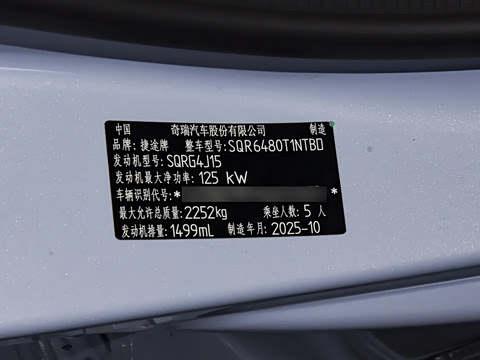 中国 奇瑞汽车股份有限公司 制造
品牌: 捷途牌 整车型号: SQR6480T1NTBD
发动机型号: SQRG4J15
发动机最大净功率: 125 KW
车辆识别代号: * *
最大允许总质量: 2252kg 乘坐人数: 5 人
发动机排量: 1499mL 制造年月: 2025-10